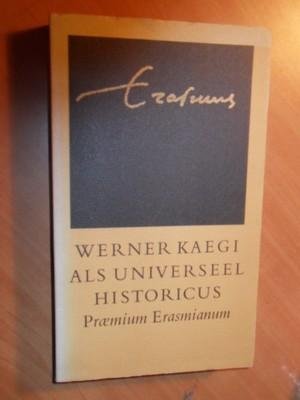 Erasmus
WERNER KAEGI
ALS UNIVERSEEL
HISTORICUS
Præmium Erasmianum